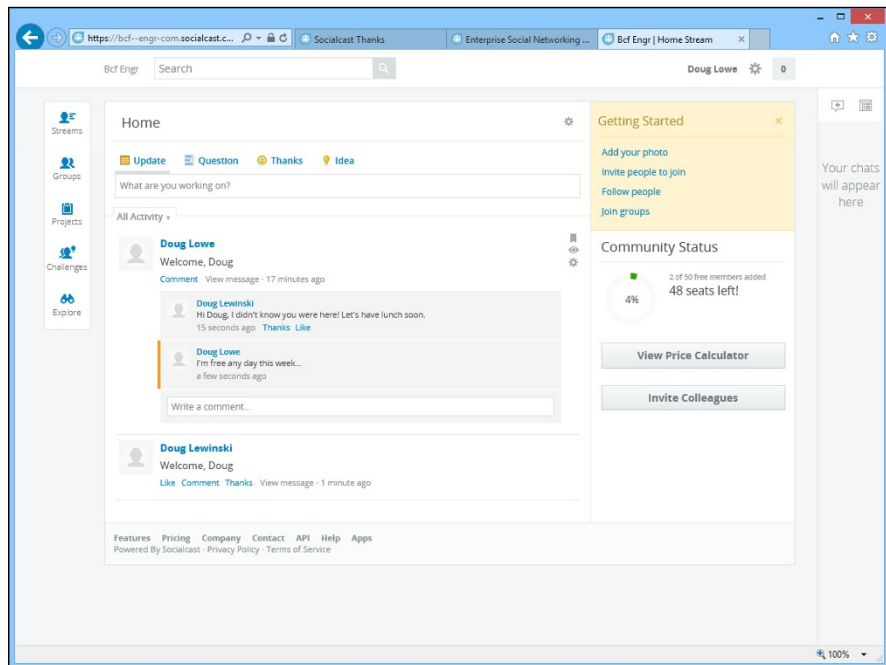 https://bcf--engr-com.socialcast.c...
Socialcast Thanks
Enterprise Social Networking ...
Bcf Engr | Home Stream
Bcf Engr
Search
Doug Lowe
0
Streams
Groups
Projects
Challenges
Explore
Home
Update Question Thanks Idea
What are you working on?
All Activity
Doug Lowe
Welcome, Doug
Comment View message · 17 minutes ago
Doug Lewinski
Hi Doug, I didn't know you were here! Let's have lunch soon.
15 seconds ago Thanks Like
Doug Lowe
I'm free any day this week...
a few seconds ago
Write a comment...
Doug Lewinski
Welcome, Doug
Like Comment Thanks View message · 1 minute ago
Getting Started
Add your photo
Invite people to join
Follow people
Join groups
Community Status
4%
2 of 50 free members added
48 seats left!
View Price Calculator
Invite Colleagues
Your chats
will appear
here
Features Pricing Company Contact API Help Apps
Powered By Socialcast · Privacy Policy · Terms of Service
100%